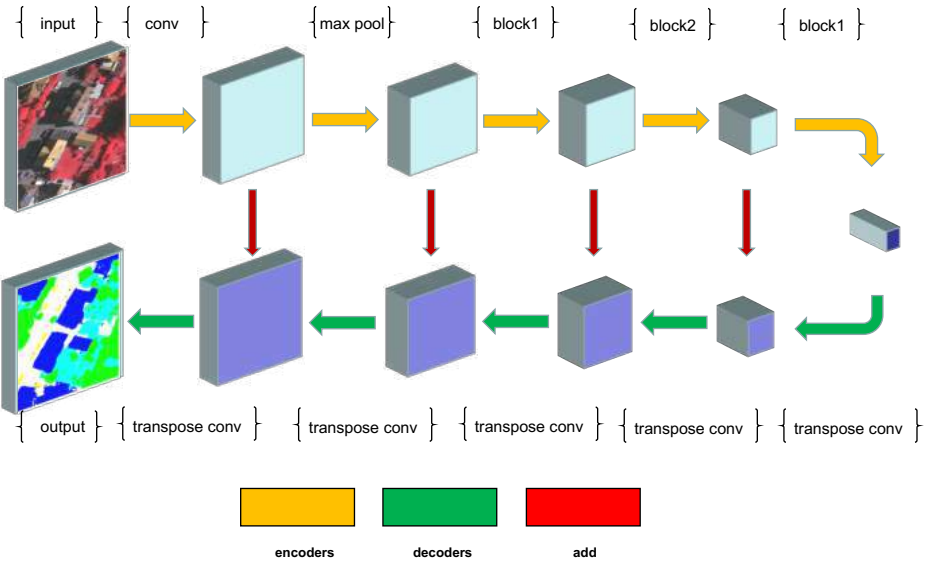 input
conv
max pool
block1
block2
block1
output
transpose conv
transpose conv
transpose conv
transpose conv
transpose conv
encoders
decoders
add